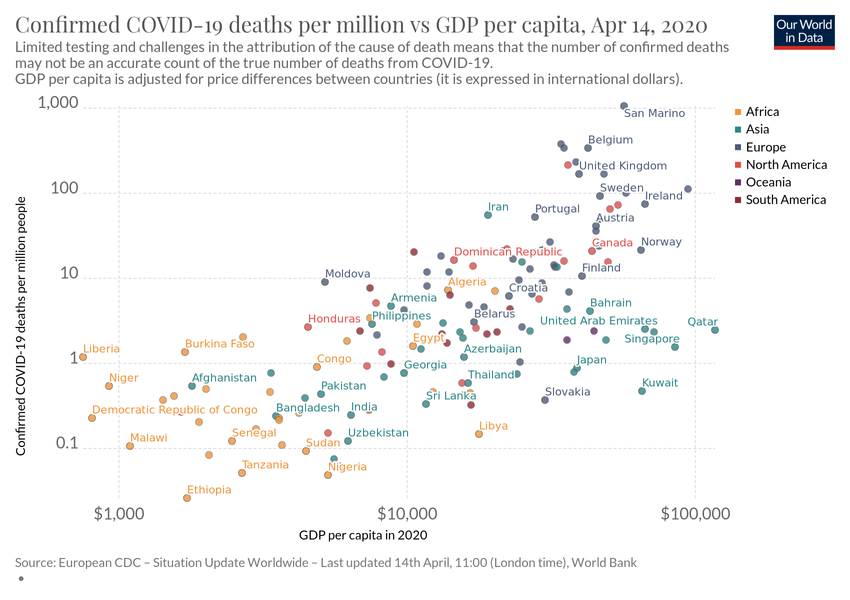 Confirmed COVID-19 deaths per million vs GDP per capita, Apr 14, 2020
Our World
in Data
Limited testing and challenges in the attribution of the cause of death means that the number of confirmed deaths
may not be an accurate count of the true number of deaths from COVID-19.
GDP per capita is adjusted for price differences between countries (it is expressed in international dollars).
1,000
San Marino
Africa
Asia
Europe
North America
Oceania
South America
Belgium
United Kingdom
100
Sweden
Ireland
Iran
Portugal
Austria
Canada
Norway
Dominican Republic
Finland
10
Moldova
Algeria
Croatia
Armenia
Bahrain
Honduras
Philippines
Belarus
United Arab Emirates
Qatar
Singapore
Liberia
Burkina Faso
Egypt
Azerbaijan
1
Congo
Georgia
Japan
Niger
Afghanistan
Pakistan
Thailand
Kuwait
Sri Lanka
Slovakia
Democratic Republic of Congo
Bangladesh
India
Malawi
Senegal
Uzbekistan
Libya
0.1
Sudan
Tanzania
Nigeria
Ethiopia
Confirmed COVID-19 deaths per million people
$1,000
$10,000
$100,000
GDP per capita in 2020
Source: European CDC – Situation Update Worldwide – Last updated 14th April, 11:00 (London time), World Bank